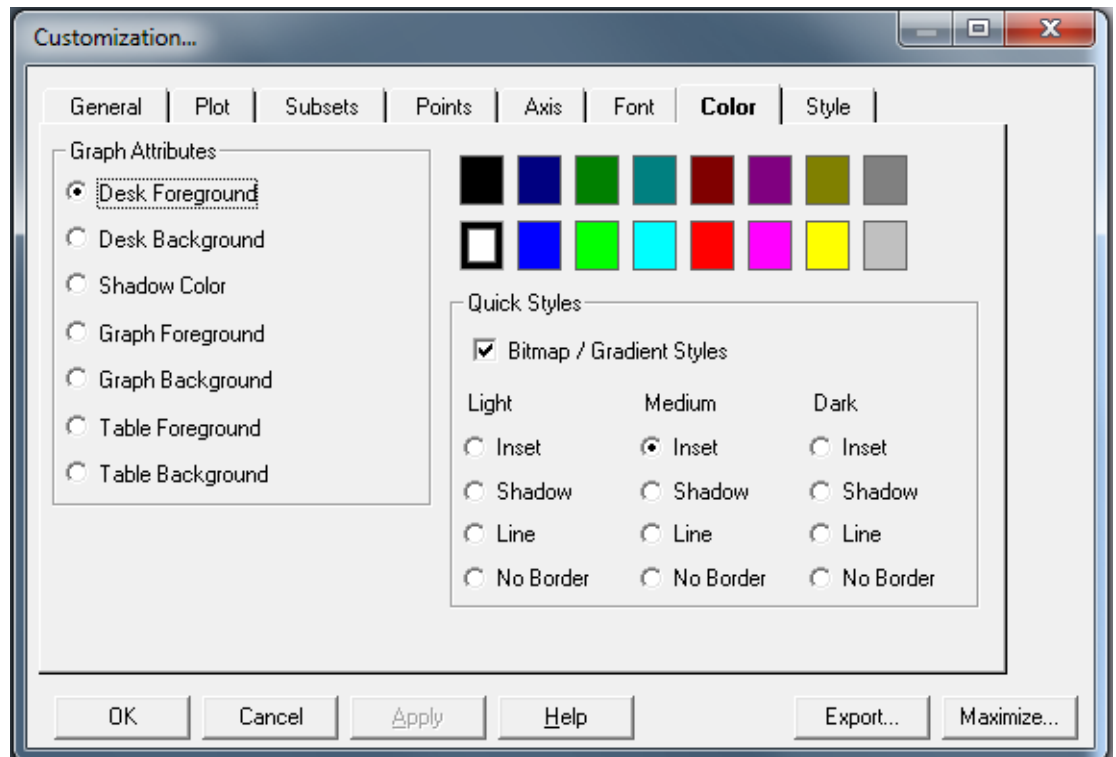 Customization...
General Plot Subsets Points Axis Font Color Style
Graph Attributes
Desk Foreground
Desk Background
Shadow Color
Graph Foreground
Graph Background
Table Foreground
Table Background
Quick Styles
Bitmap / Gradient Styles
Light Medium Dark
Inset Inset Inset
Shadow Shadow Shadow
Line Line Line
No Border No Border No Border
OK Cancel Apply Help Export... Maximize...